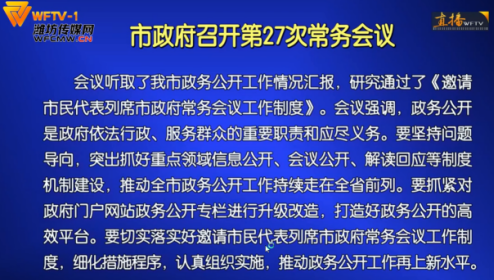 WFTV-1
潍坊传媒网
WFCMW.CN
直播 WFTV
市政府召开第27次常务会议
会议听取了我市政务公开工作情况汇报，研究通过了《邀请
市民代表列席市政府常务会议工作制度》。会议强调，政务公开
是政府依法行政、服务群众的重要职责和应尽义务。要坚持问题
导向，突出抓好重点领域信息公开、会议公开、解读回应等制度
机制建设，推动全市政务公开工作持续走在全省前列。要抓紧对
政府门户网站政务公开专栏进行升级改造，打造好政务公开的高
效平台。要切实落实好邀请市民代表列席市政府常务会议工作制
度，细化措施程序，认真组织实施，推动政务公开工作再上新水平。